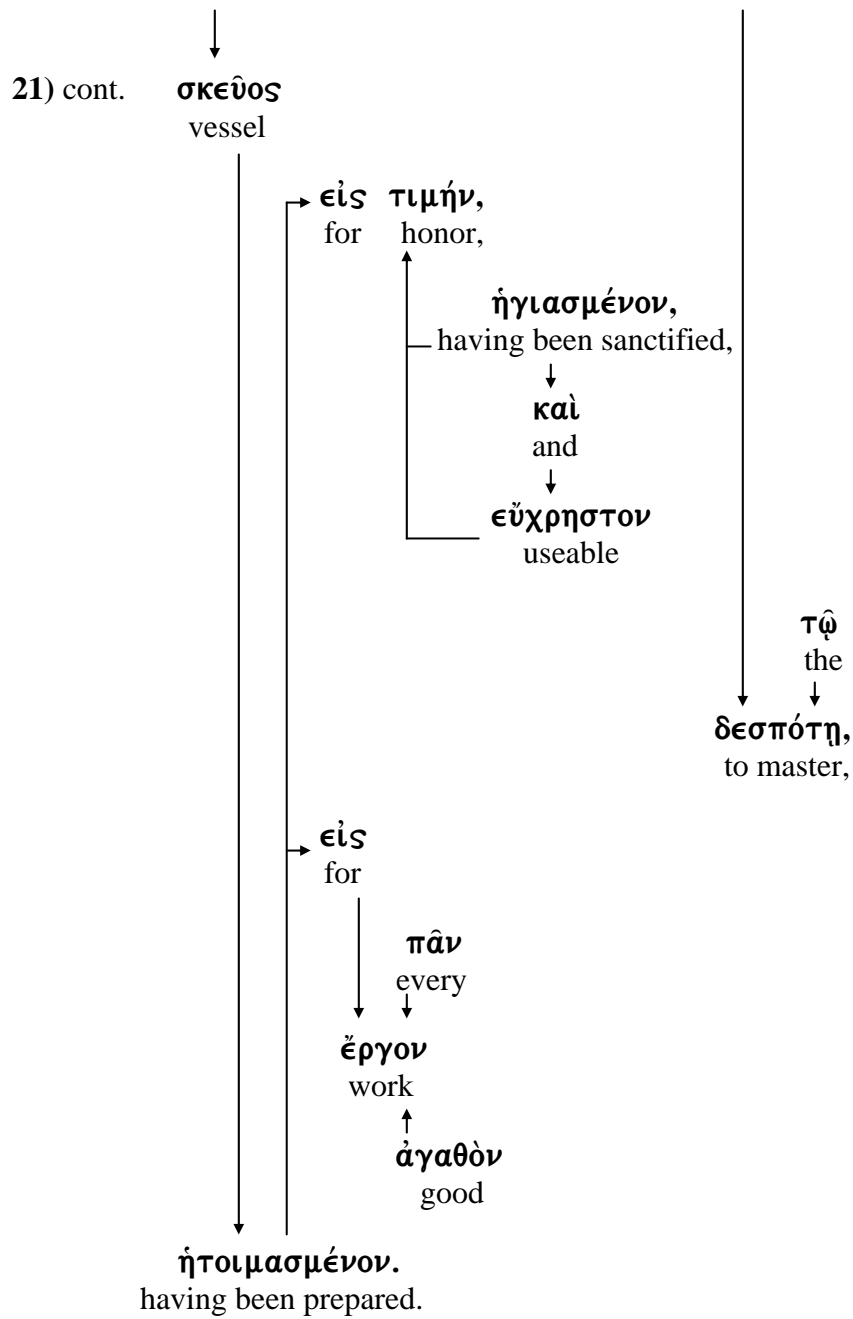 21) cont. σκεῦος
vessel
εἰς τιμήν,
for honor,
ἡγιασμένον,
having been sanctified,
καὶ
and
εὔχρηστον
useable
τῷ
the
δεσπότῃ,
to master,
εἰς
for
πᾶν
every
ἔργον
work
ἀγαθὸν
good
ἡτοιμασμένον.
having been prepared.